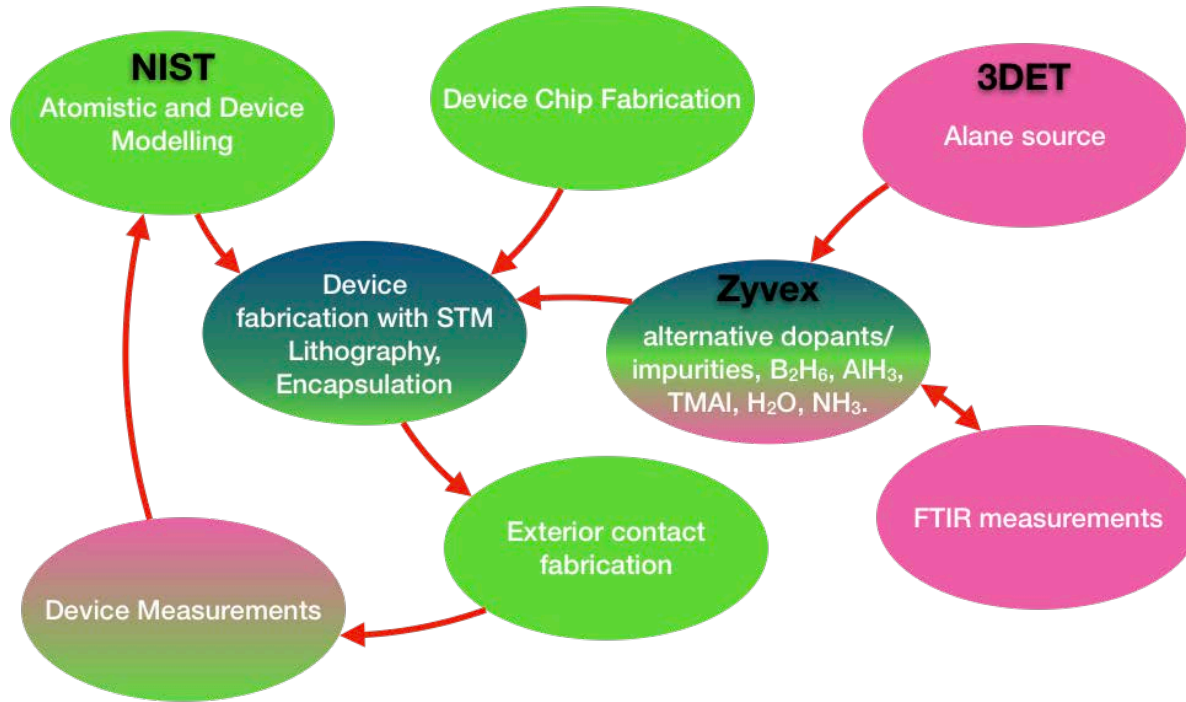 NIST
Atomistic and Device
Modelling
Device Chip Fabrication
3DET
Alane source
Device
fabrication with STM
Lithography,
Encapsulation
Zyvex
alternative dopants/
impurities, B₂H₆, AlH₃,
TMAl, H₂O, NH₃.
Exterior contact
fabrication
FTIR measurements
Device Measurements